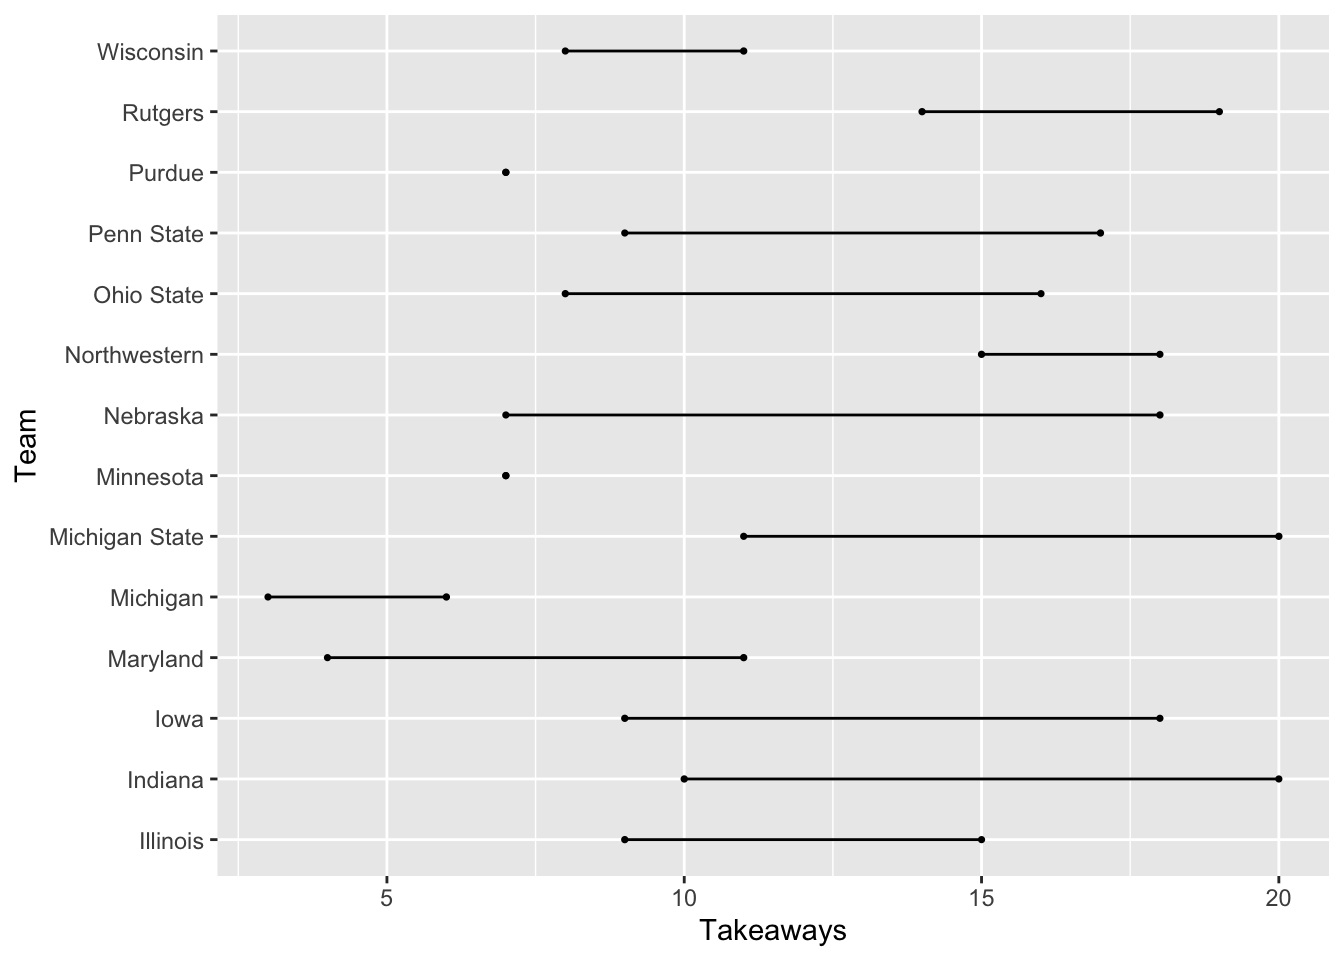 Wisconsin
Rutgers
Purdue
Penn State
Ohio State
Northwestern
Nebraska
Minnesota
Michigan State
Michigan
Maryland
Iowa
Indiana
Illinois
Team
5 10 15 20
Takeaways